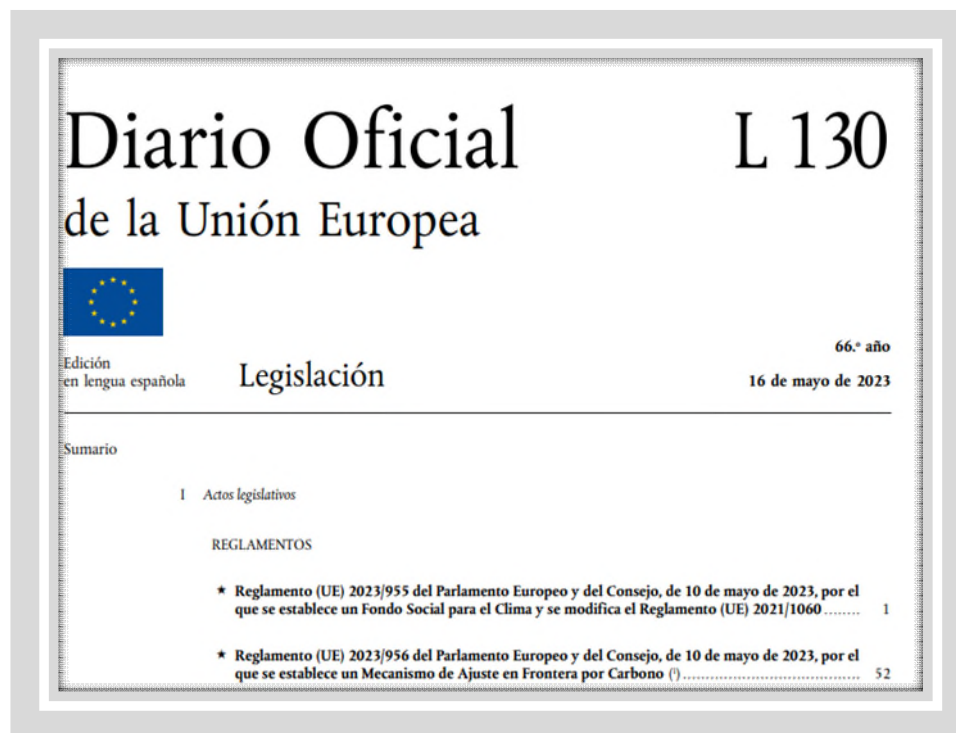 Diario Oficial L 130
de la Unión Europea
66.º año
Edición
en lengua española Legislación 16 de mayo de 2023
Sumario
I Actos legislativos
REGLAMENTOS
★ Reglamento (UE) 2023/955 del Parlamento Europeo y del Consejo, de 10 de mayo de 2023, por el
que se establece un Fondo Social para el Clima y se modifica el Reglamento (UE) 2021/1060 ........ 1
★ Reglamento (UE) 2023/956 del Parlamento Europeo y del Consejo, de 10 de mayo de 2023, por el
que se establece un Mecanismo de Ajuste en Frontera por Carbono (¹) ........................................ 52